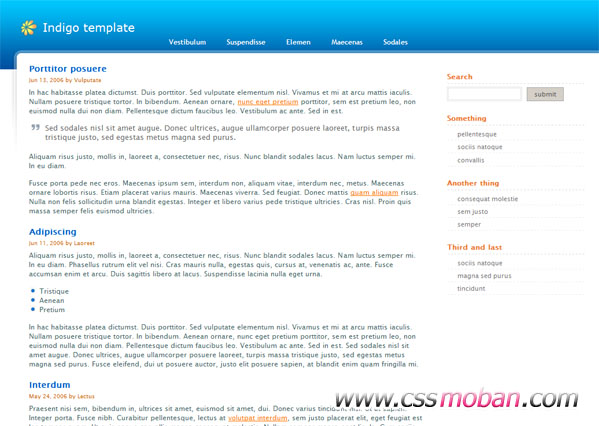 Indigo template
Vestibulum Suspendisse Elemen Maecenas Sodales
Porttitor posuere
Jun 13, 2006 by Vulputate
In hac habitasse platea dictumst. Duis porttitor. Sed vulputate elementum nisl. Vivamus et mi at arcu mattis iaculis.
Nullam posuere tristique tortor. In bibendum. Aenean ornare, nunc eget pretium porttitor, sem est pretium leo, non
euismod nulla dui non diam. Pellentesque dictum faucibus leo. Vestibulum ac ante. Sed in est.
Sed sodales nisl sit amet augue. Donec ultrices, augue ullamcorper posuere laoreet, turpis massa
tristique justo, sed egestas metus magna sed purus.
Aliquam risus justo, mollis in, laoreet a, consectetuer nec, risus. Nunc blandit sodales lacus. Nam luctus semper mi.
In eu diam.
Fusce porta pede nec eros. Maecenas ipsum sem, interdum non, aliquam vitae, interdum nec, metus. Maecenas
ornare lobortis risus. Etiam placerat varius mauris. Maecenas viverra. Sed feugiat. Donec mattis quam aliquam risus.
Nulla non felis sollicitudin urna blandit egestas. Integer et libero varius pede tristique ultricies. Cras nisl. Proin quis
massa semper felis euismod ultricies.
Adipiscing
Jun 11, 2006 by Laoreet
Aliquam risus justo, mollis in, laoreet a, consectetuer nec, risus. Nunc blandit sodales lacus. Nam luctus semper mi.
In eu diam. Phasellus rutrum elit vel nisi. Cras mauris nulla, egestas quis, cursus at, venenatis ac, ante. Fusce
accumsan enim et arcu. Duis sagittis libero at lacus. Suspendisse lacinia nulla eget urna.
Tristique
Aenean
Pretium
In hac habitasse platea dictumst. Duis porttitor. Sed vulputate elementum nisl. Vivamus et mi at arcu mattis iaculis.
Nullam posuere tristique tortor. In bibendum. Aenean ornare, nunc eget pretium porttitor, sem est pretium leo, non
euismod nulla dui non diam. Pellentesque dictum faucibus leo. Vestibulum ac ante. Sed in est. Sed sodales nisl sit
amet augue. Donec ultrices, augue ullamcorper posuere laoreet, turpis massa tristique justo, sed egestas metus
magna sed purus. Fusce eleifend, dui ut posuere auctor, justo elit posuere sapien, at blandit enim quam fringilla mi.
Interdum
May 24, 2006 by Lectus
Praesent nisi sem, bibendum in, ultrices sit amet, euismod sit amet, dui. Donec varius tincidunt nisi. Ut ut sapien.
Integer porta. Fusce nibh. Curabitur pellentesque, lectus at volutpat interdum, sem justo placerat elit, eget feugiat est
Search
submit
Something
pellentesque
sociis natoque
convallis
Another thing
consequat molestie
sem justo
semper
Third and last
sociis natoque
magna sed purus
tincidunt
www.cssmoban.com